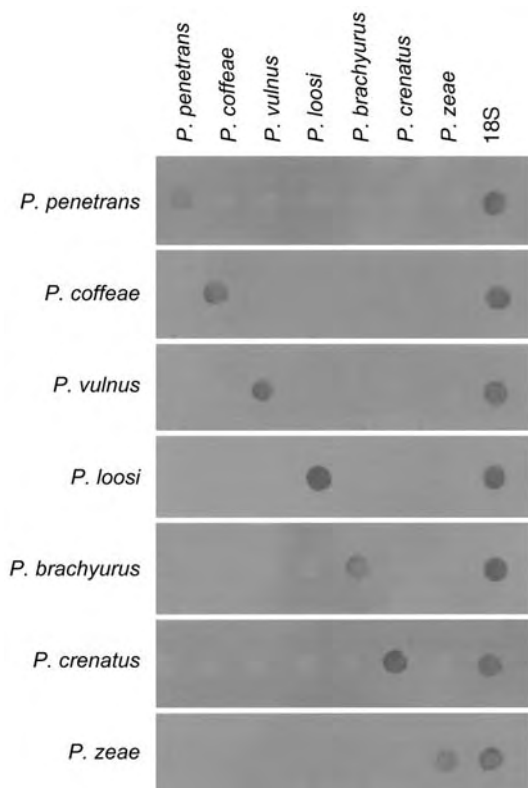 P. penetrans
P. coffeae
P. vulnus
P. loosi
P. brachyurus
P. crenatus
P. zeae
18S
P. penetrans
P. coffeae
P. vulnus
P. loosi
P. brachyurus
P. crenatus
P. zeae